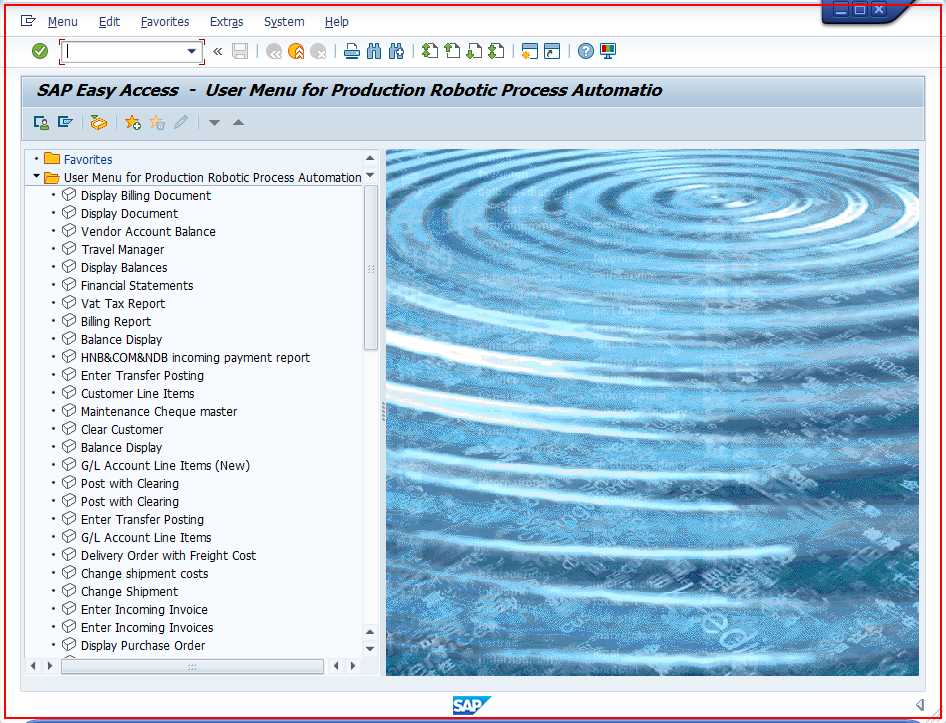 Menu Edit Favorites Extras System Help
SAP Easy Access - User Menu for Production Robotic Process Automatio
Favorites
User Menu for Production Robotic Process Automation
Display Billing Document
Display Document
Vendor Account Balance
Travel Manager
Display Balances
Financial Statements
Vat Tax Report
Billing Report
Balance Display
HNB&COM&NDB incoming payment report
Enter Transfer Posting
Customer Line Items
Maintenance Cheque master
Clear Customer
Balance Display
G/L Account Line Items (New)
Post with Clearing
Post with Clearing
Enter Transfer Posting
G/L Account Line Items
Delivery Order with Freight Cost
Change shipment costs
Change Shipment
Enter Incoming Invoice
Enter Incoming Invoices
Display Purchase Order
SAP